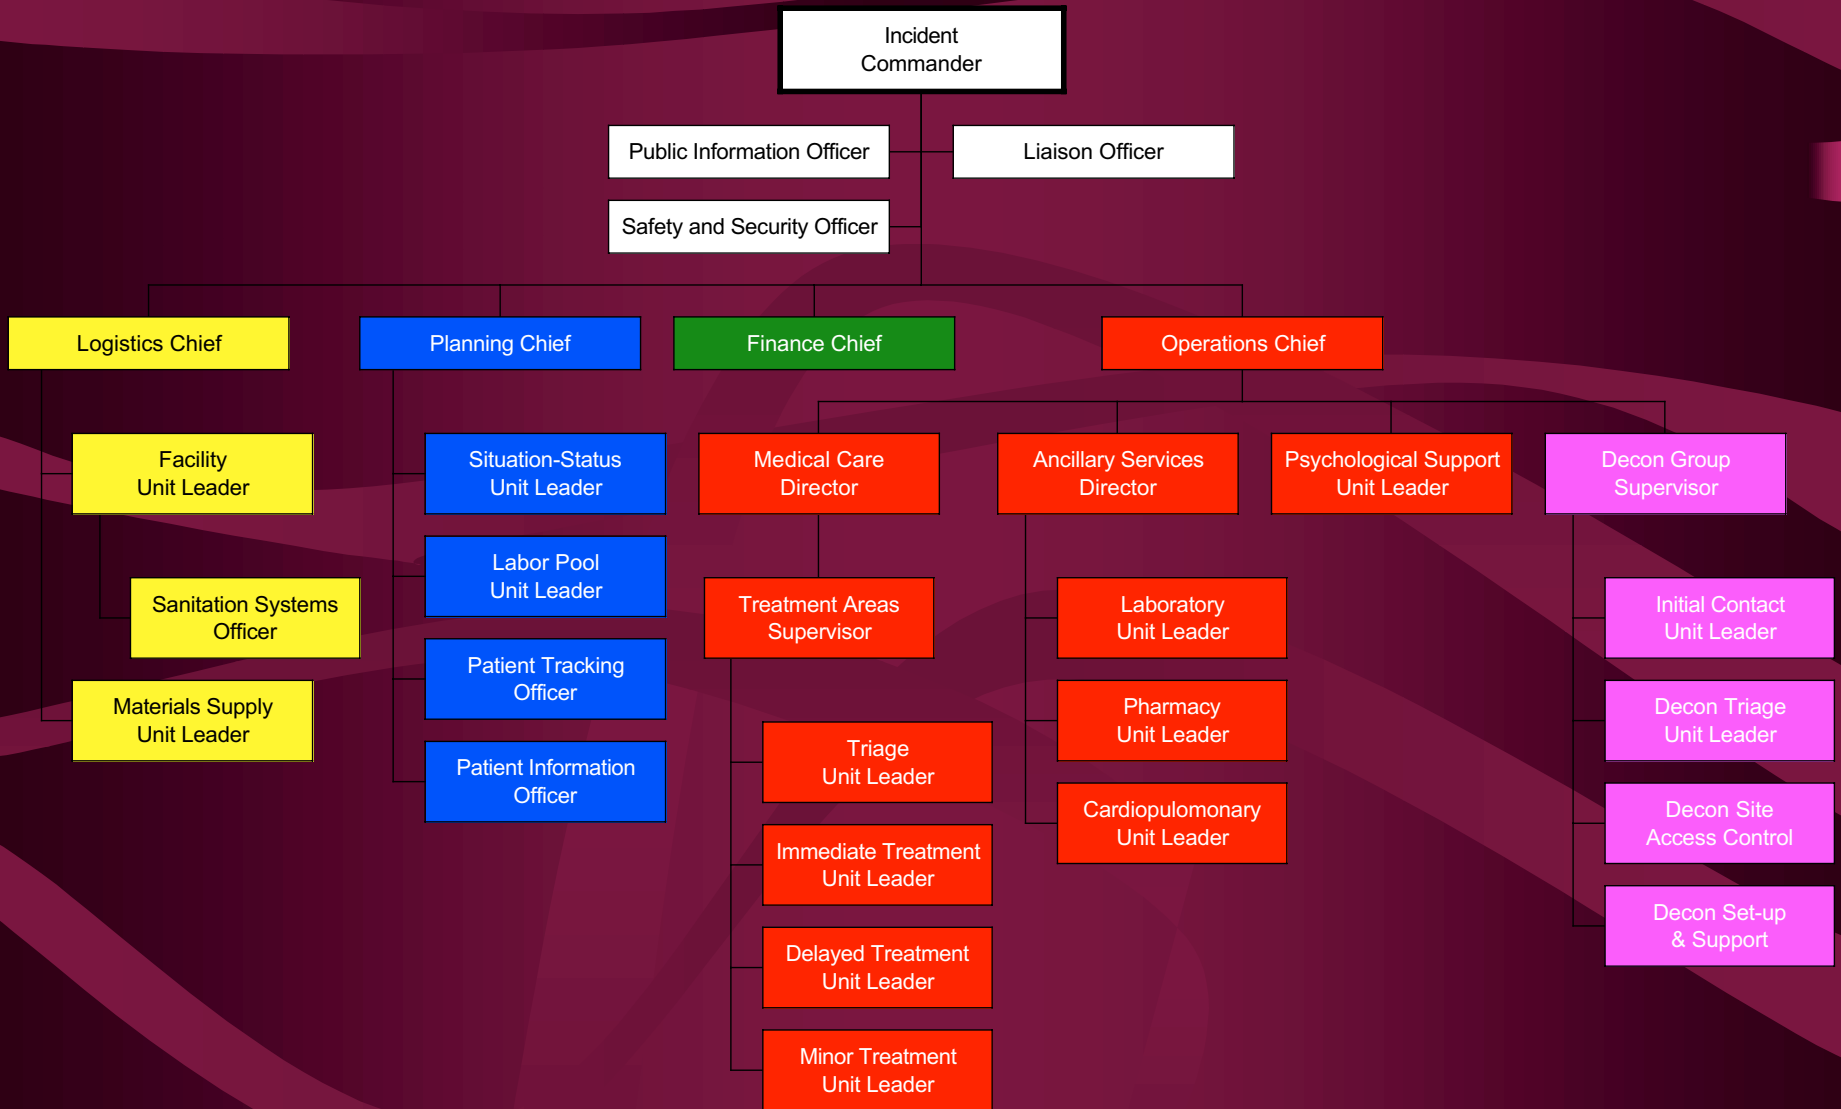 Incident
Commander
Public Information Officer
Liaison Officer
Safety and Security Officer
Logistics Chief
Planning Chief
Finance Chief
Operations Chief
Facility
Unit Leader
Situation-Status
Unit Leader
Medical Care
Director
Ancillary Services
Director
Psychological Support
Unit Leader
Decon Group
Supervisor
Labor Pool
Unit Leader
Sanitation Systems
Officer
Treatment Areas
Supervisor
Laboratory
Unit Leader
Initial Contact
Unit Leader
Patient Tracking
Officer
Materials Supply
Unit Leader
Pharmacy
Unit Leader
Decon Triage
Unit Leader
Triage
Unit Leader
Patient Information
Officer
Cardiopulomonary
Unit Leader
Decon Site
Access Control
Immediate Treatment
Unit Leader
Decon Set-up
& Support
Delayed Treatment
Unit Leader
Minor Treatment
Unit Leader